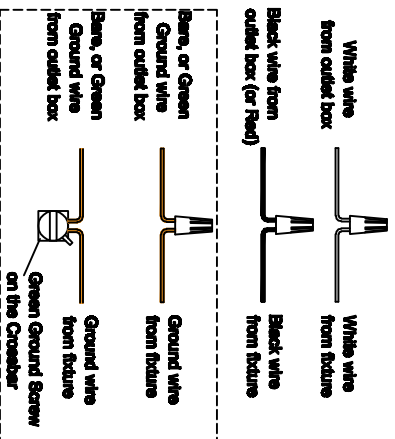 White wire
from outlet box
White wire
from fixture
Black wire from
outlet box (or Red)
Black wire
from fixture
Bare, or Green
Ground wire
from outlet box
Ground wire
from fixture
Bare, or Green
Ground wire
from outlet box
Ground wire
from fixture
Green Ground Screw
on the Crossbar